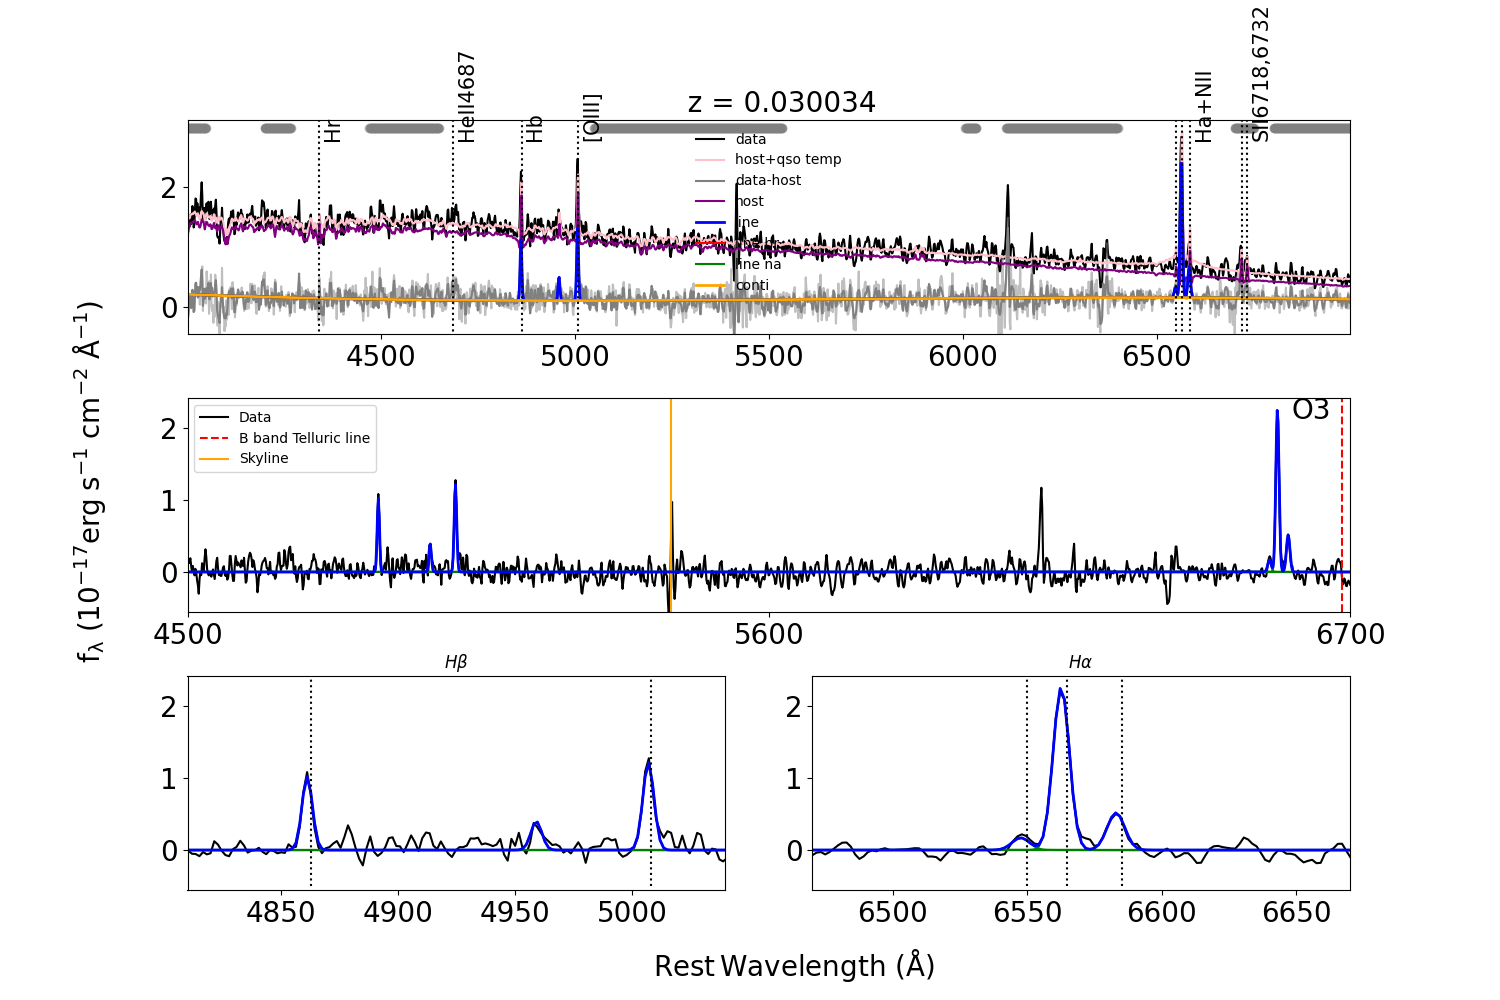 z = 0.030034
Hr
HeII4687
Hb
[OIII]
Ha+NII
SII6718,6732
data
host+qso temp
data-host
host
line
line na
conti
2
0
4500 5000 5500 6000 6500
fλ (10⁻¹⁷erg s⁻¹ cm⁻² Å⁻¹)
Data
B band Telluric line
Skyline
O3
2
1
0
4500 5600 6700
Hβ
2
1
0
4850 4900 4950 5000
Hα
2
1
0
6500 6550 6600 6650
Rest Wavelength (Å)